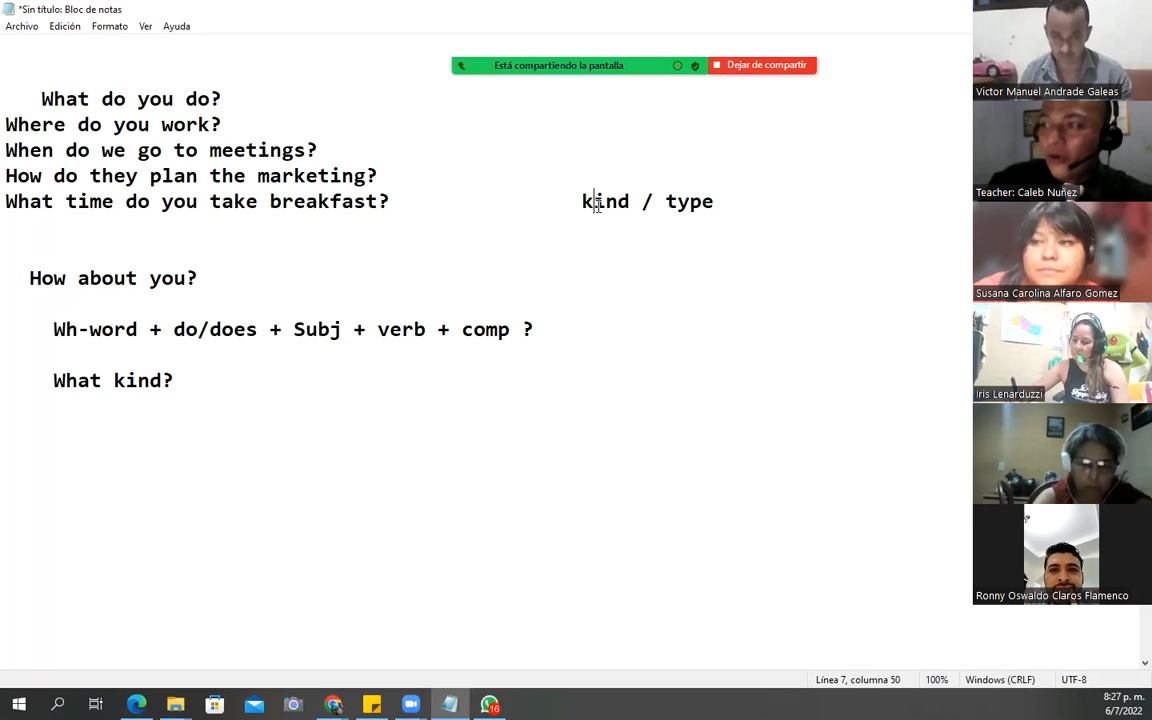 *Sin título: Bloc de notas
Archivo Edición Formato Ver Ayuda
Está compartiendo la pantalla
Dejar de compartir
What do you do?
Where do you work?
When do we go to meetings?
How do they plan the marketing?
What time do you take breakfast?
kind / type
How about you?
Wh-word + do/does + Subj + verb + comp ?
What kind?
Victor Manuel Andrade Galeas
Teacher: Caleb Nuñez
Susana Carolina Alfaro Gomez
Iris Lenarduzzi
Ronny Oswaldo Claros Flamenco
Línea 7, columna 50
100%
Windows (CRLF)
UTF-8
16
8:27 p. m.
6/7/2022